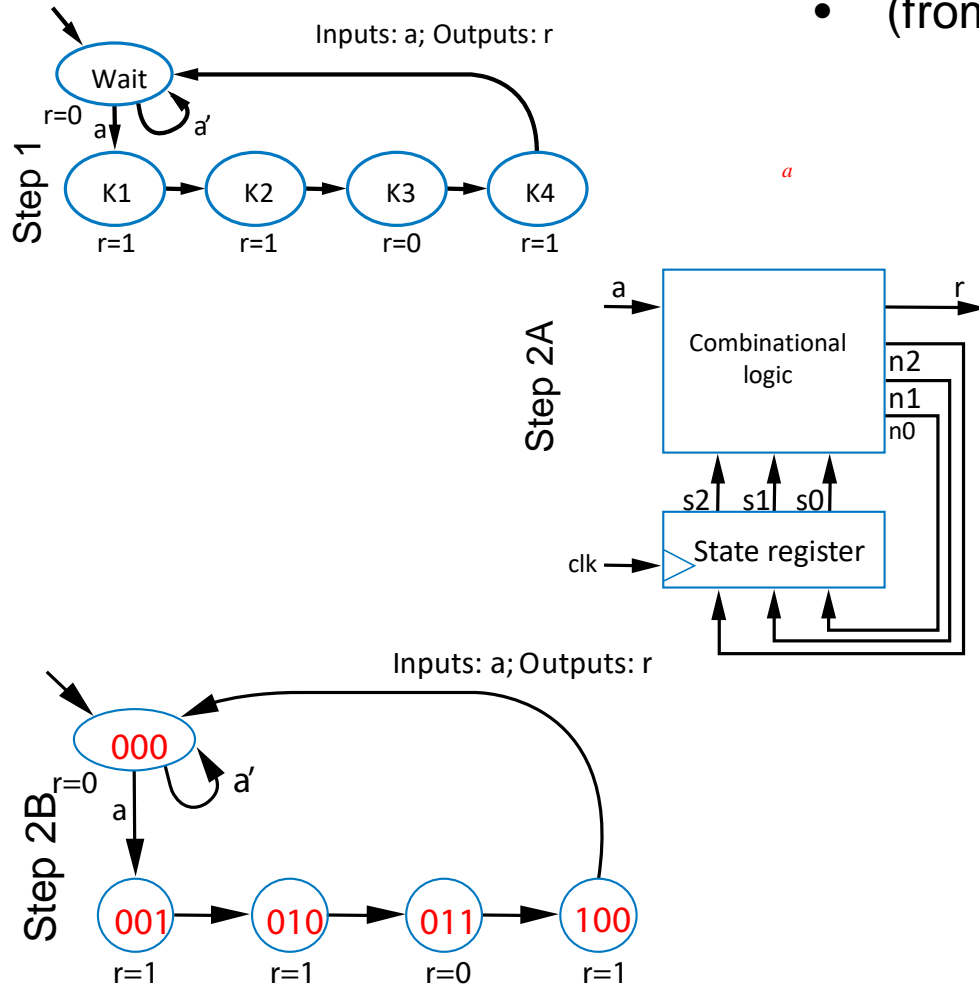 • (from
Inputs: a; Outputs: r
Wait
r=0
a
a’
Step 1
K1
K2
K3
K4
r=1
r=1
r=0
r=1
a
Step 2A
a
r
Combinational
logic
n2
n1
n0
s2
s1
s0
clk
State register
Inputs: a; Outputs: r
000
r=0
a’
a
Step 2B
001
010
011
100
r=1
r=1
r=0
r=1